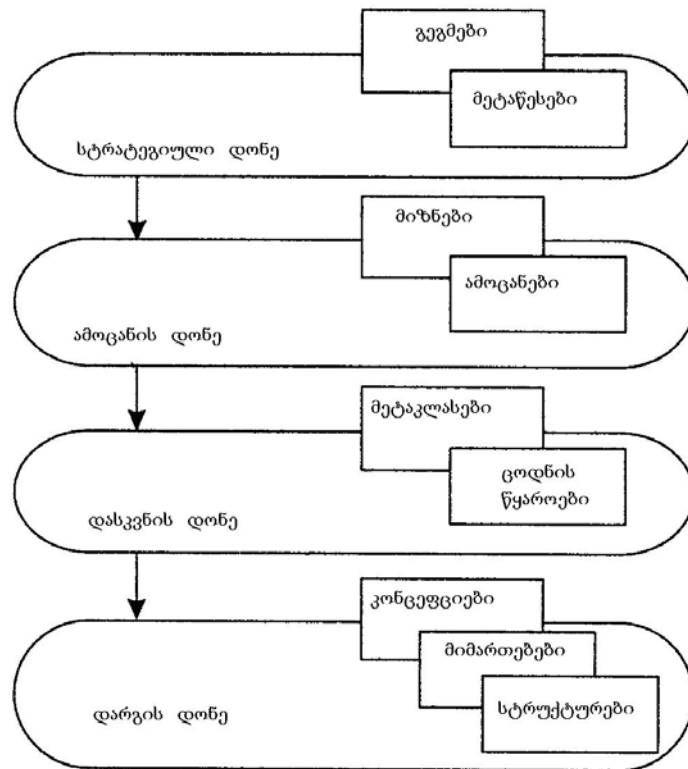 გეგმები
მეტაწესები
სტრატეგიული დონე
მიზნები
ამოცანები
ამოცანის დონე
მეტაკლასები
ცოდნის
წყაროები
დასკვნის დონე
კონცეფციები
მიმართებები
სტრუქტურები
დარგის დონე